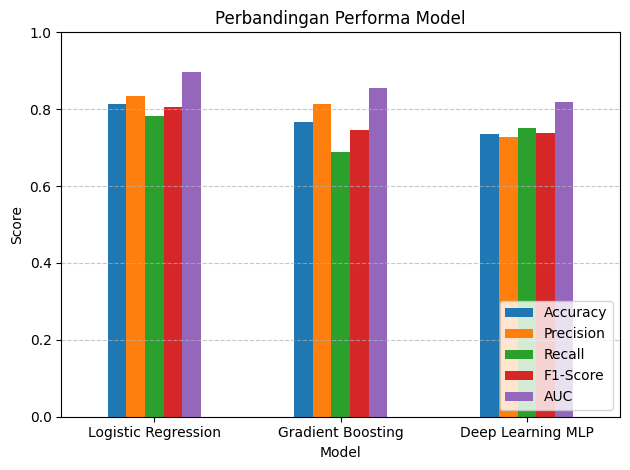 Perbandingan Performa Model
1.0
0.8
0.6
0.4
0.2
0.0
Score
Accuracy
Precision
Recall
F1-Score
AUC
Logistic Regression
Gradient Boosting
Deep Learning MLP
Model